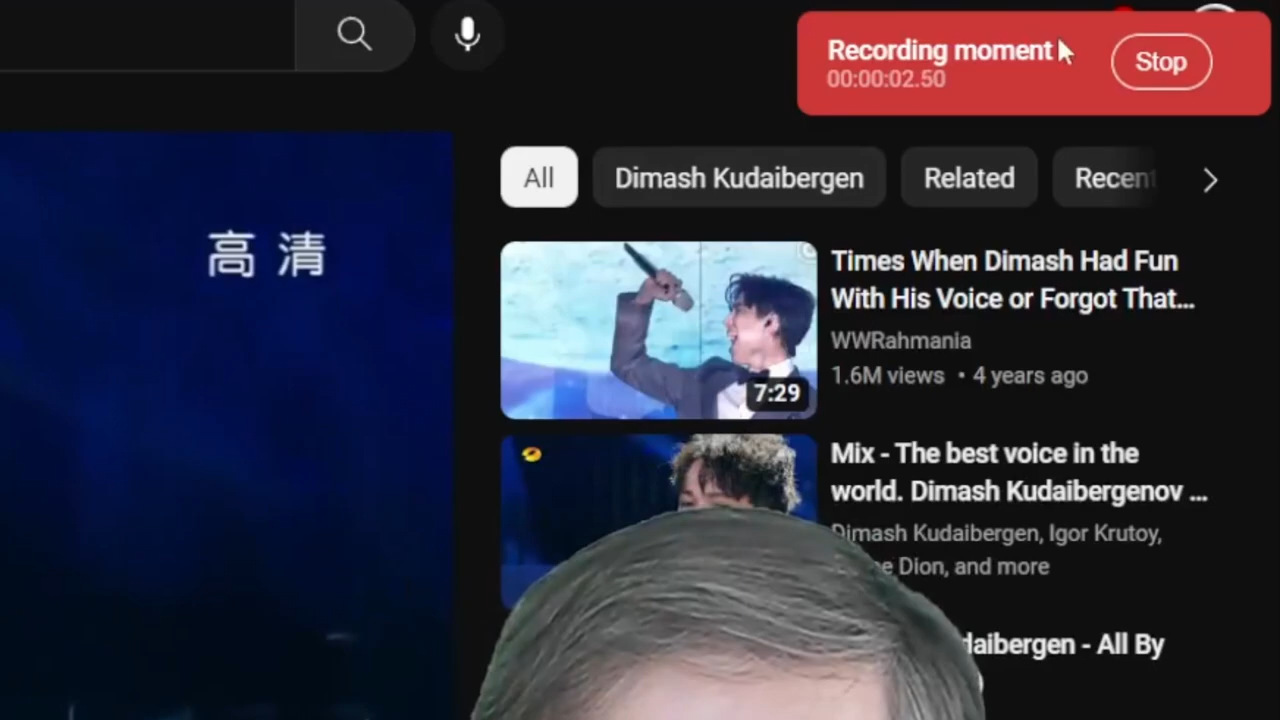 Recording moment
00:00:02.50
Stop
All
Dimash Kudaibergen
Related
Recent
高清
Times When Dimash Had Fun
With His Voice or Forgot That...
WWRahmania
1.6M views • 4 years ago
7:29
Mix - The best voice in the
world. Dimash Kudaibergenov ...
Dimash Kudaibergen, Igor Krutoy,
Dion, and more
daibergen - All By